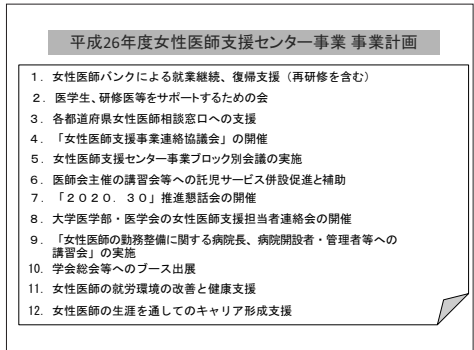 平成26年度女性医師支援センター事業 事業計画
１．女性医師バンクによる就業継続、復帰支援（再研修を含む）
２．医学生、研修医等をサポートするための会
３．各都道府県女性医師相談窓口への支援
４．「女性医師支援事業連絡協議会」の開催
５．女性医師支援センター事業ブロック別会議の実施
６．医師会主催の講習会等への託児サービス併設促進と補助
７．「２０２０．３０」推進懇話会の開催
８．大学医学部・医学会の女性医師支援担当者連絡会の開催
９．「女性医師の勤務整備に関する病院長、病院開設者・管理者等への
講習会」の実施
10．学会総会等へのブース出展
11．女性医師の就労環境の改善と健康支援
12．女性医師の生涯を通してのキャリア形成支援